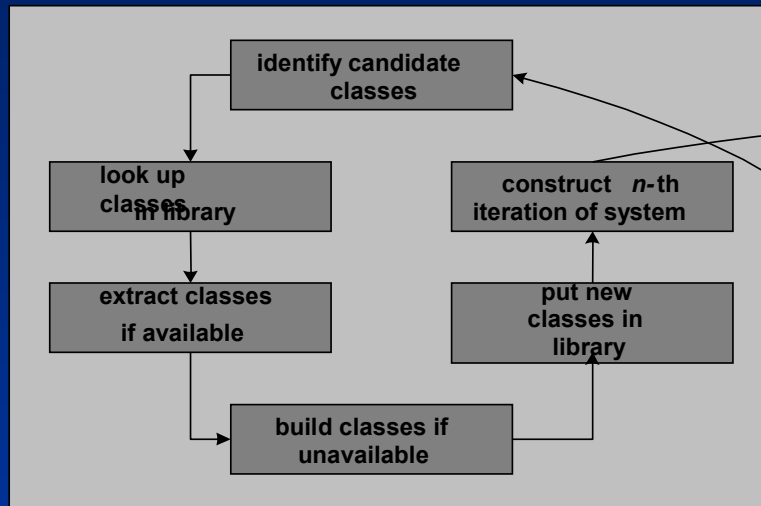 identify candidate
classes
look up
classes
in library
extract classes
if available
build classes if
unavailable
put new
classes in
library
construct n-th
iteration of system